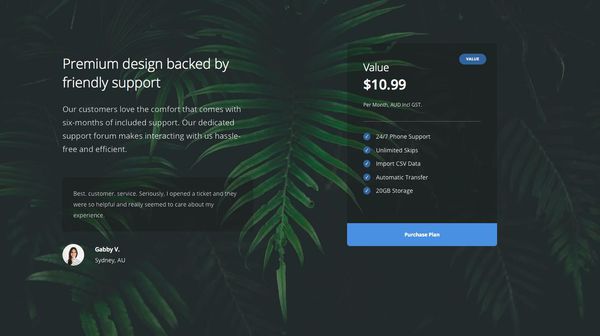 Premium design backed by
friendly support
Our customers love the comfort that comes with
six-months of included support. Our dedicated
support forum makes interacting with us hassle-
free and efficient.
Best. customer. service. Seriously, I opened a ticket and they
were so helpful and really seemed to care about my
experience.
Gabby V.
Sydney, AU
VALUE
Value
$10.99
Per Month, AUD Incl GST.
24/7 Phone Support
Unlimited Skips
Import CSV Data
Automatic Transfer
20GB Storage
Purchase Plan